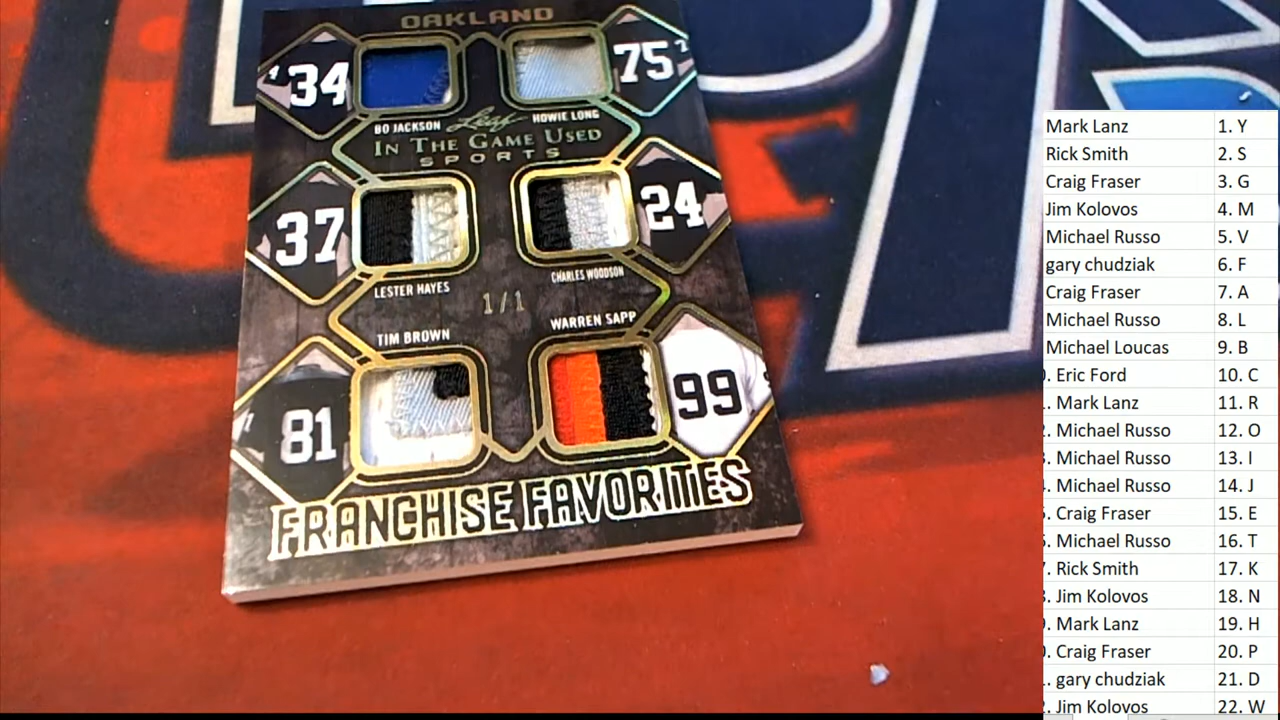 OAKLAND
34
75
BO JACKSON
Leaf
HOWIE LONG
IN THE GAME USED
SPORTS
37
24
LESTER HAYES
CHARLES WOODSON
1/1
TIM BROWN
WARREN SAPP
81
99
FRANCHISE FAVORITES
Mark Lanz 1. Y
Rick Smith 2. S
Craig Fraser 3. G
Jim Kolovos 4. M
Michael Russo 5. V
gary chudziak 6. F
Craig Fraser 7. A
Michael Russo 8. L
Michael Loucas 9. B
. Eric Ford 10. C
. Mark Lanz 11. R
. Michael Russo 12. O
. Michael Russo 13. I
. Michael Russo 14. J
. Craig Fraser 15. E
. Michael Russo 16. T
. Rick Smith 17. K
. Jim Kolovos 18. N
. Mark Lanz 19. H
. Craig Fraser 20. P
. gary chudziak 21. D
. Jim Kolovos 22. W